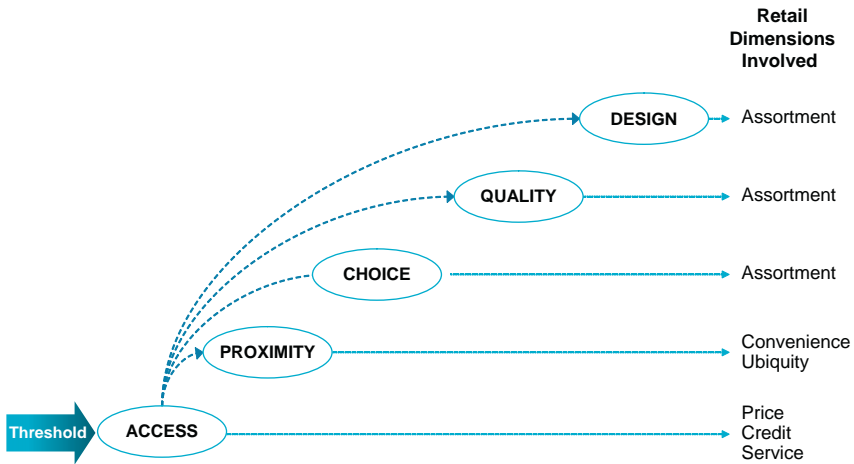 Retail
Dimensions
Involved
DESIGN
Assortment
QUALITY
Assortment
CHOICE
Assortment
PROXIMITY
Convenience
Ubiquity
Threshold
ACCESS
Price
Credit
Service